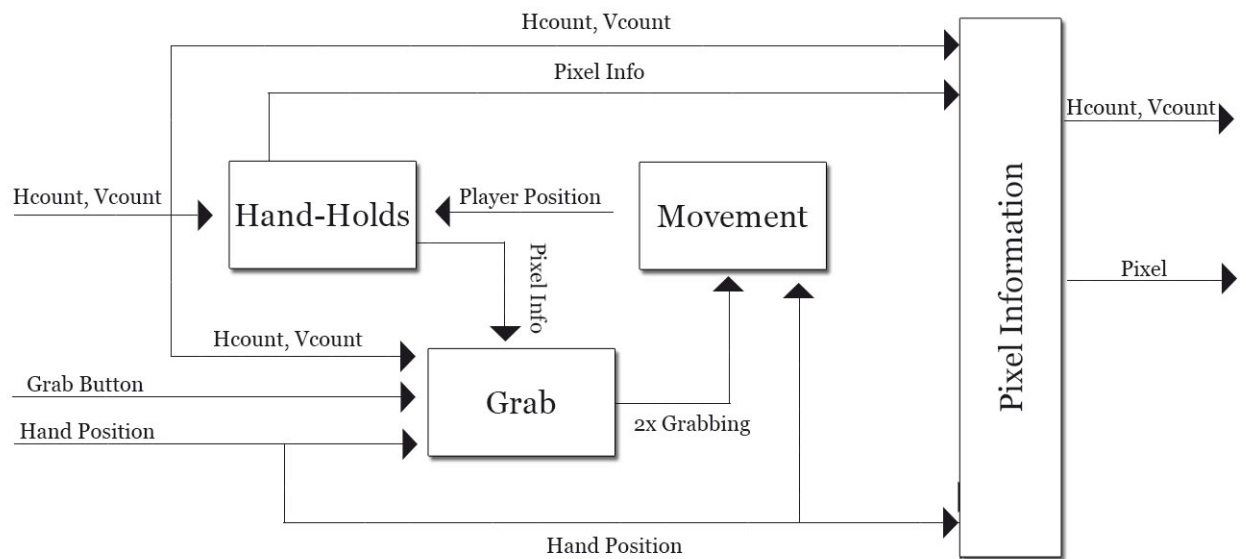 Hcount, Vcount
Pixel Info
Hcount, Vcount
Hcount, Vcount
Hand-Holds
Player Position
Movement
Pixel Information
Pixel Info
Pixel
Hcount, Vcount
Grab Button
Grab
2x Grabbing
Hand Position
Hand Position